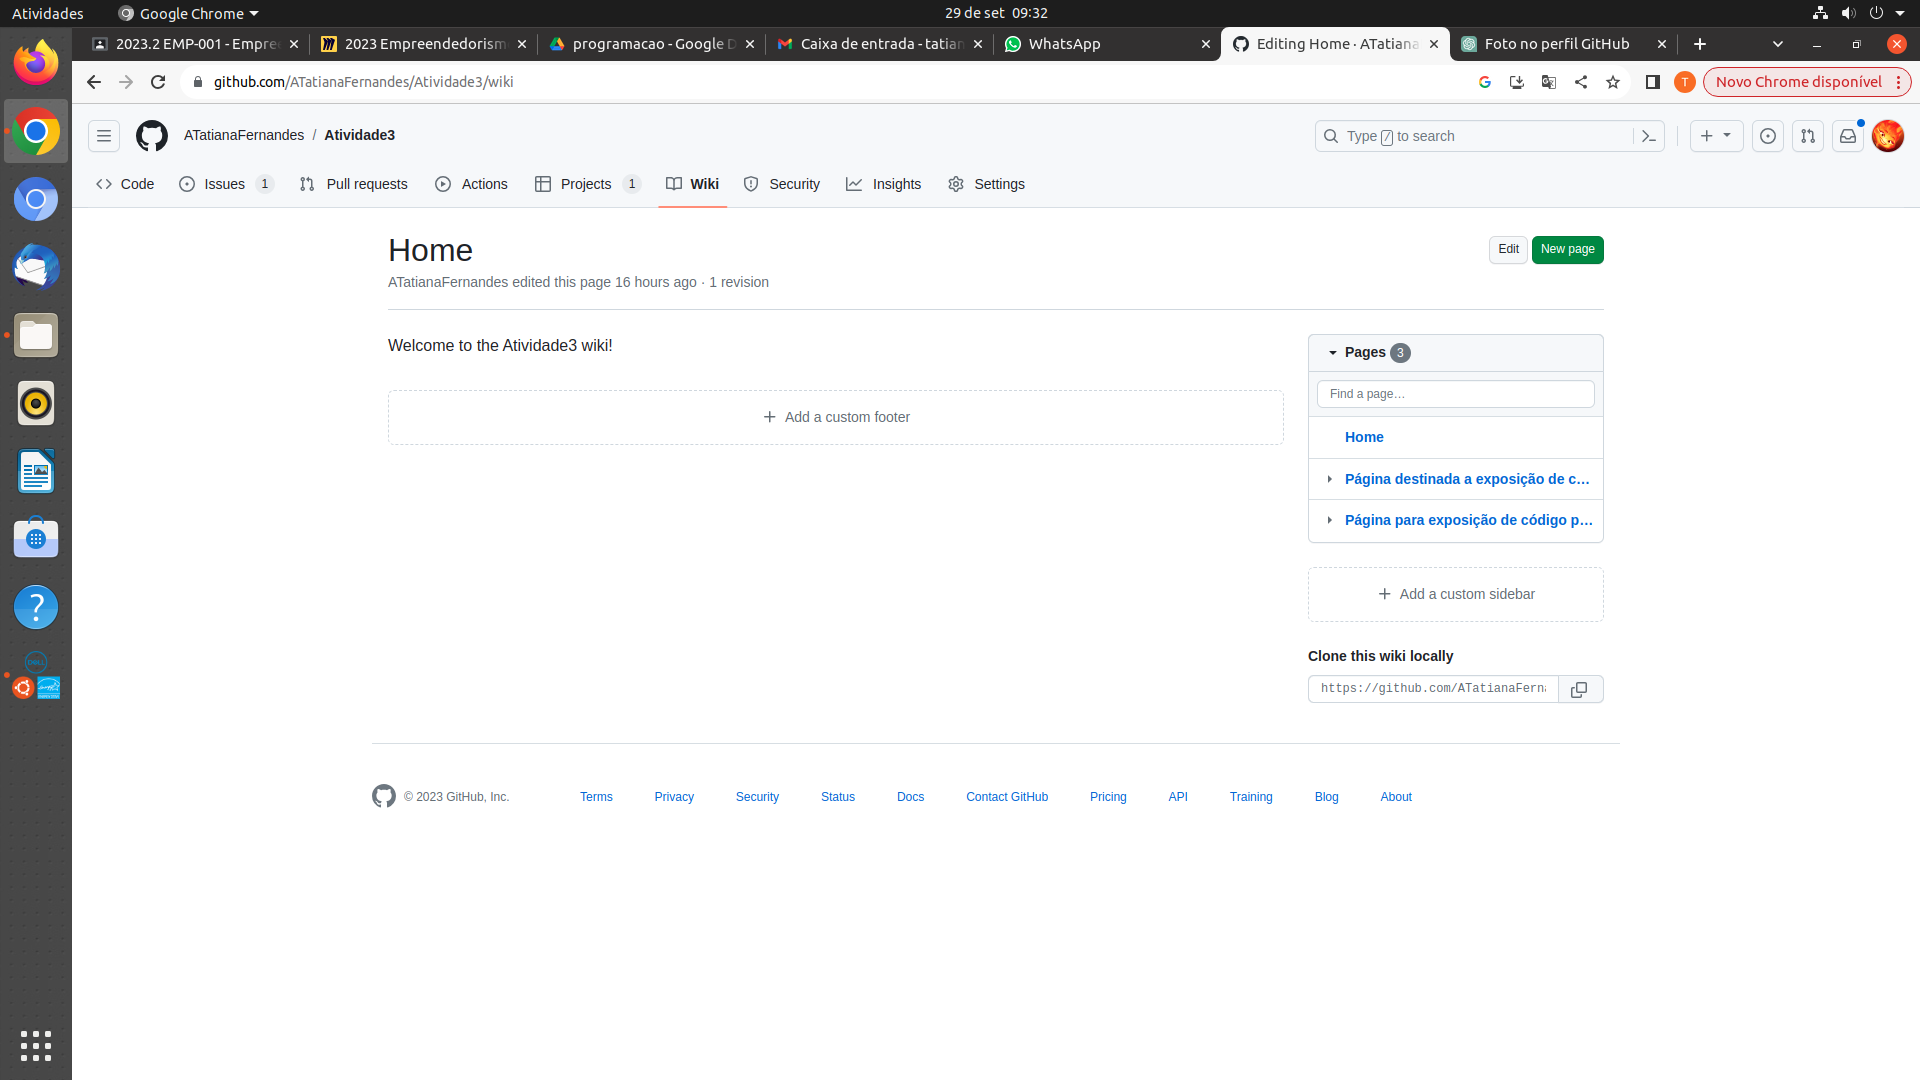 Atividades
Google Chrome
29 de set 09:32
2023.2 EMP-001 - Empre
2023 Empreendedorism
programacao - Google D
Caixa de entrada - tatian
WhatsApp
Editing Home · ATatiana
Foto no perfil GitHub
github.com/ATatianaFernandes/Atividade3/wiki
T
Novo Chrome disponível
ATatianaFernandes / Atividade3
Type / to search
Code
Issues 1
Pull requests
Actions
Projects 1
Wiki
Security
Insights
Settings
Home
Edit
New page
ATatianaFernandes edited this page 16 hours ago · 1 revision
Welcome to the Atividade3 wiki!
Add a custom footer
Pages 3
Find a page…
Home
Página destinada a exposição de c…
Página para exposição de código p…
Add a custom sidebar
Clone this wiki locally
https://github.com/ATatianaFerna
DELL
© 2023 GitHub, Inc.
Terms
Privacy
Security
Status
Docs
Contact GitHub
Pricing
API
Training
Blog
About